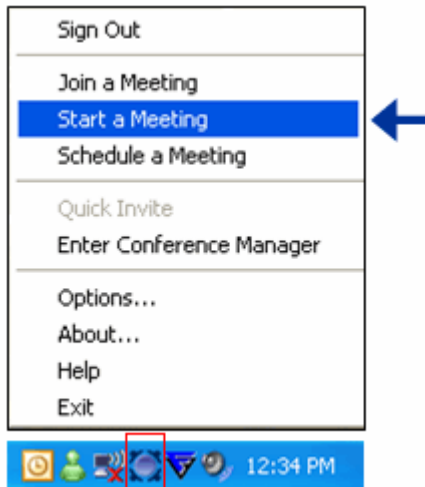 Sign Out
Join a Meeting
Start a Meeting
Schedule a Meeting
Quick Invite
Enter Conference Manager
Options...
About...
Help
Exit
12:34 PM